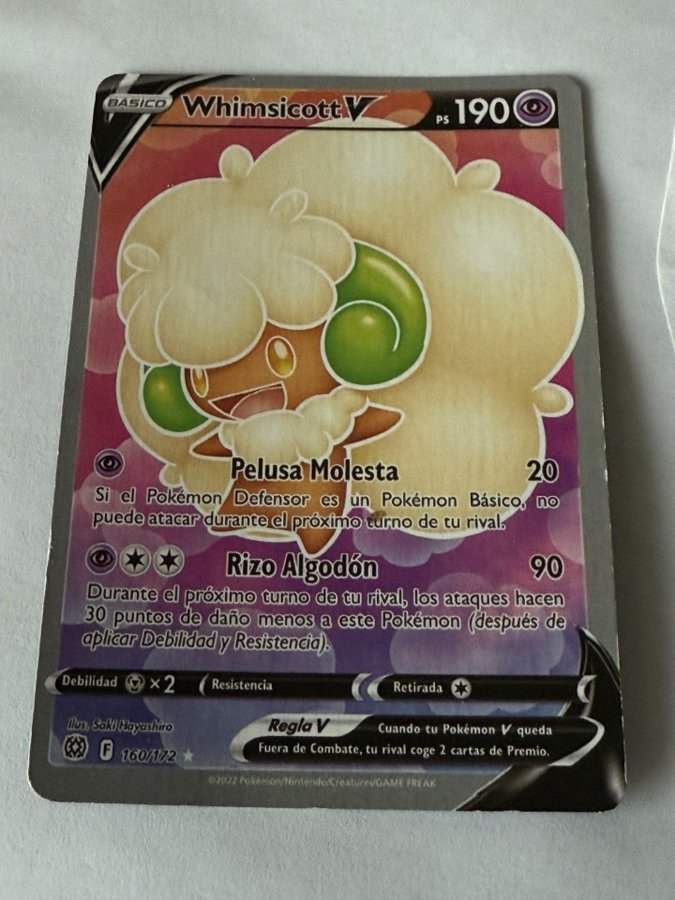 BÁSICO Whimsicott V PS 190
Pelusa Molesta 20
Si el Pokémon Defensor es un Pokémon Básico, no
puede atacar durante el próximo turno de tu rival.
Rizo Algodón 90
Durante el próximo turno de tu rival, los ataques hacen
30 puntos de daño menos a este Pokémon (después de
aplicar Debilidad y Resistencia).
Debilidad ×2 Resistencia Retirada
Ilus. Saki Hayashiro
Regla V Cuando tu Pokémon V queda
Fuera de Combate, tu rival coge 2 cartas de Premio.
F 160/172
©2022 Pokémon/Nintendo/Creatures/GAME FREAK